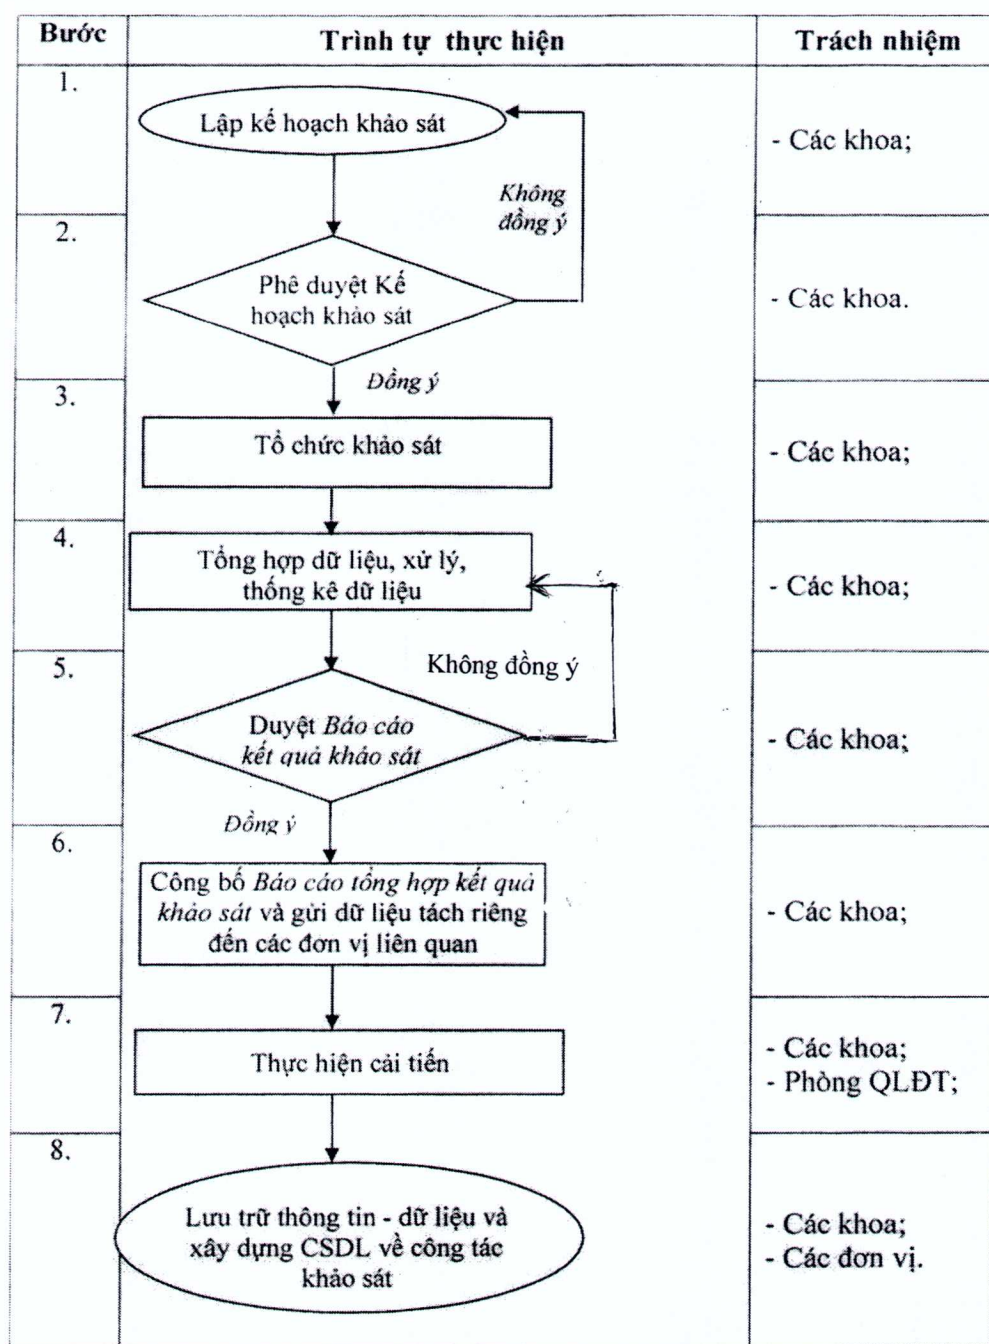 Bước
Trình tự thực hiện
Trách nhiệm
1.
Lập kế hoạch khảo sát
- Các khoa;
Không
đồng ý
2.
Phê duyệt Kế
hoạch khảo sát
- Các khoa.
Đồng ý
3.
Tổ chức khảo sát
- Các khoa;
4.
Tổng hợp dữ liệu, xử lý,
thống kê dữ liệu
- Các khoa;
5.
Không đồng ý
Duyệt Báo cáo
kết quả khảo sát
- Các khoa;
Đồng ý
6.
Công bố Báo cáo tổng hợp kết quả
khảo sát và gửi dữ liệu tách riêng
đến các đơn vị liên quan
- Các khoa;
7.
Thực hiện cải tiến
- Các khoa;
- Phòng QLĐT;
8.
Lưu trữ thông tin - dữ liệu và
xây dựng CSDL về công tác
khảo sát
- Các khoa;
- Các đơn vị.